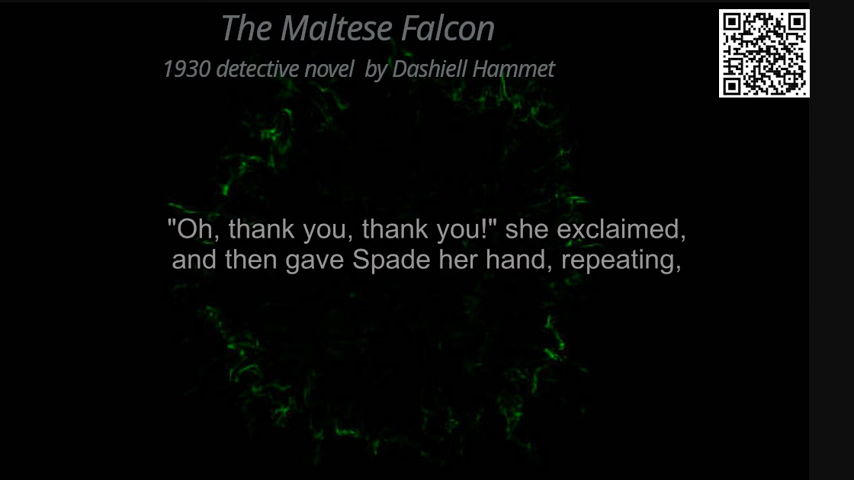 The Maltese Falcon
1930 detective novel by Dashiell Hammet
"Oh, thank you, thank you!" she exclaimed,
and then gave Spade her hand, repeating,